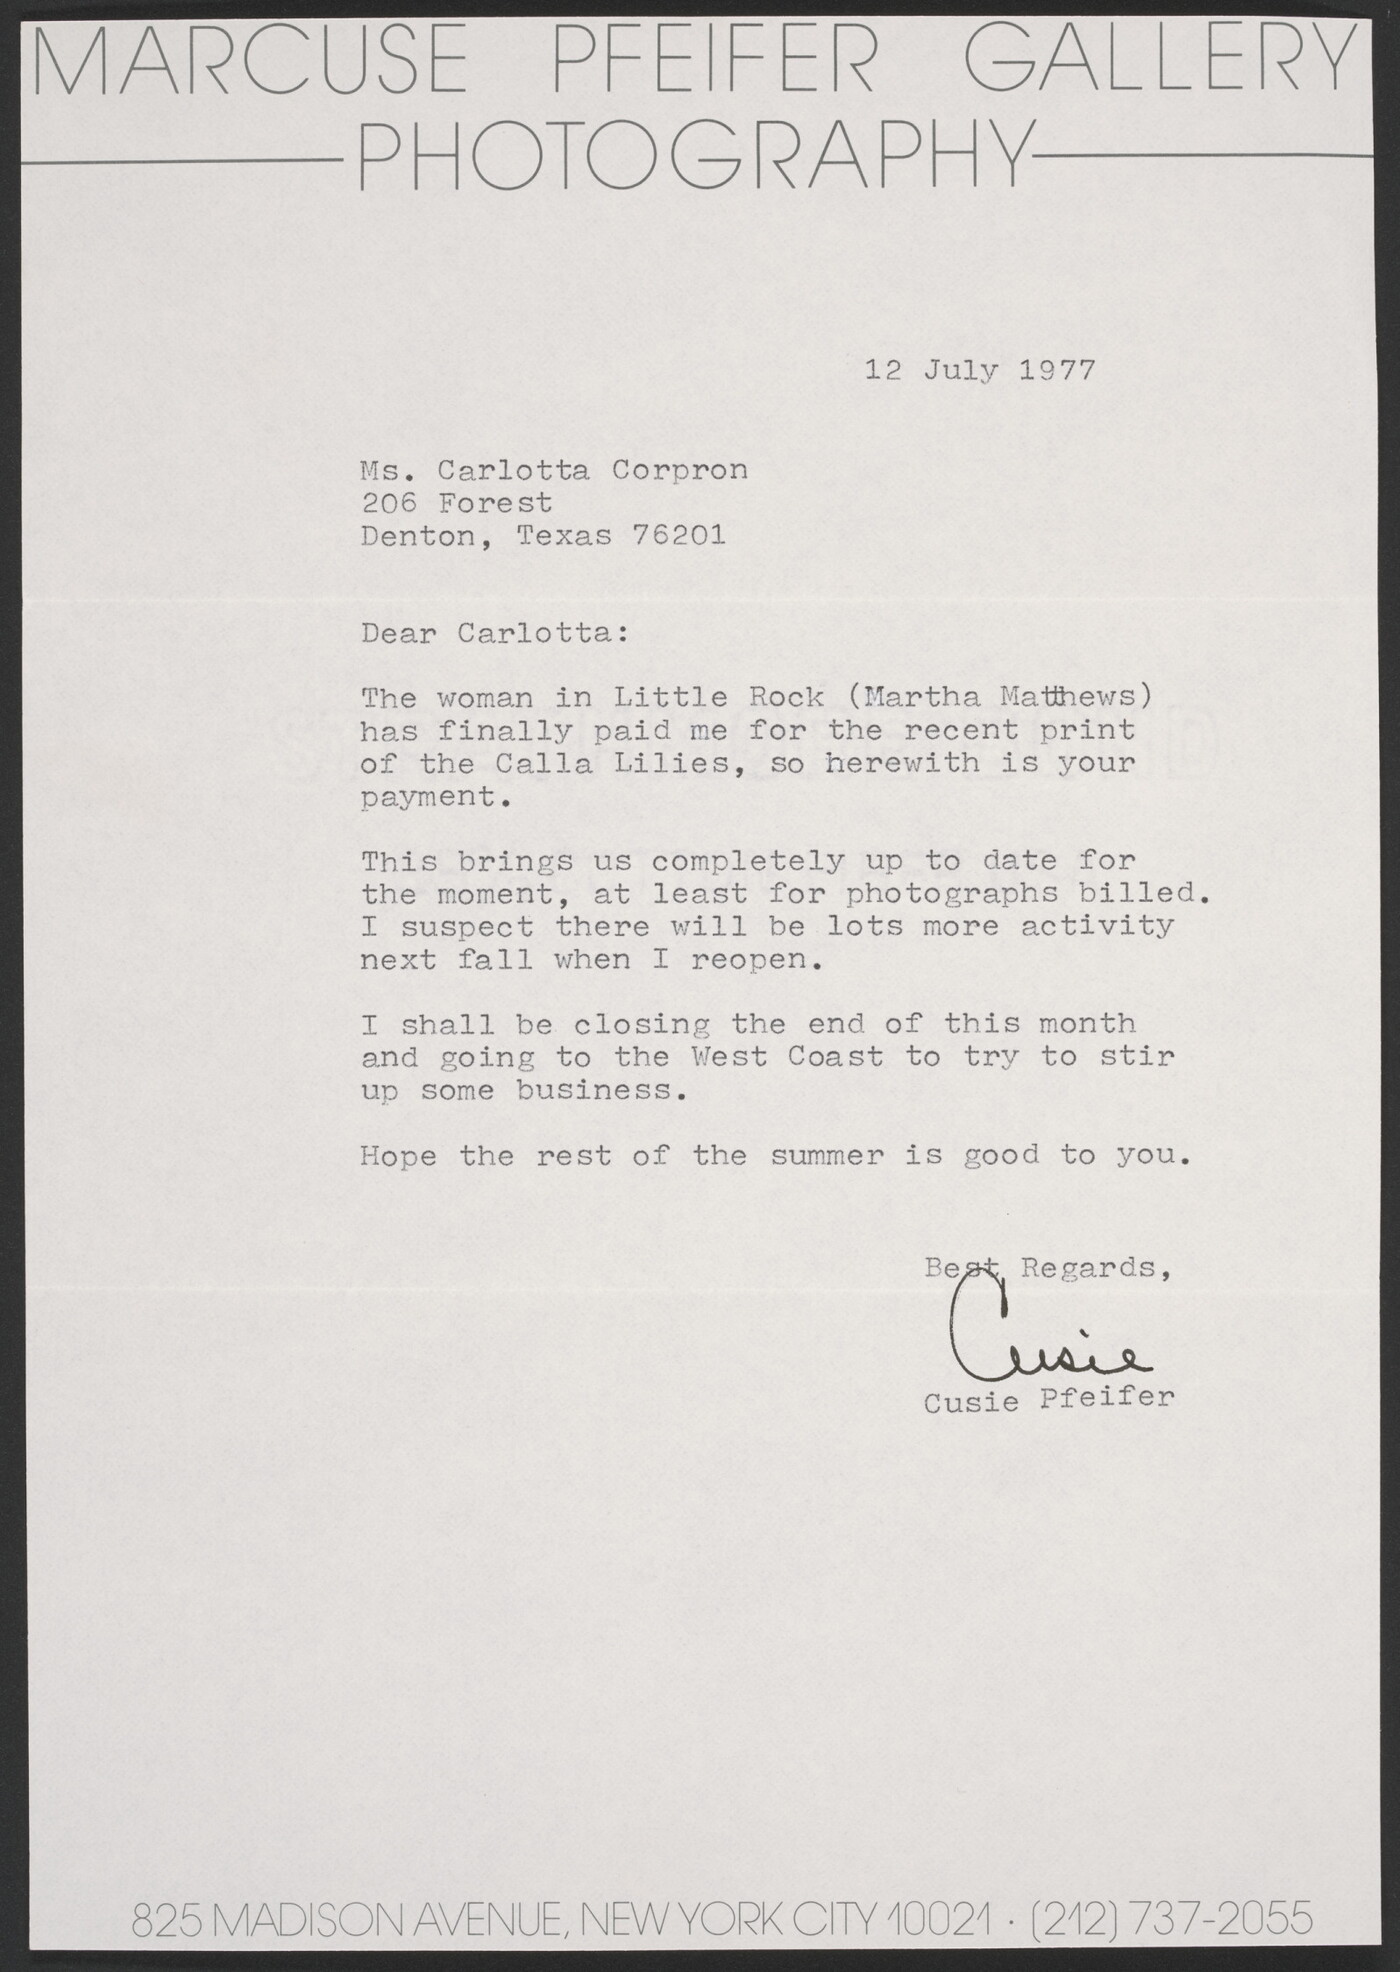 MARCUSE PFEIFER GALLERY
PHOTOGRAPHY
12 July 1977
Ms. Carlotta Corpron
206 Forest
Denton, Texas 76201
Dear Carlotta:
The woman in Little Rock (Martha Matthews)
has finally paid me for the recent print
of the Calla Lilies, so herewith is your
payment.
This brings us completely up to date for
the moment, at least for photographs billed.
I suspect there will be lots more activity
next fall when I reopen.
I shall be closing the end of this month
and going to the West Coast to try to stir
up some business.
Hope the rest of the summer is good to you.
Best Regards,
Cusie
Cusie Pfeifer
825 MADISON AVENUE, NEW YORK CITY 10021 · (212) 737-2055